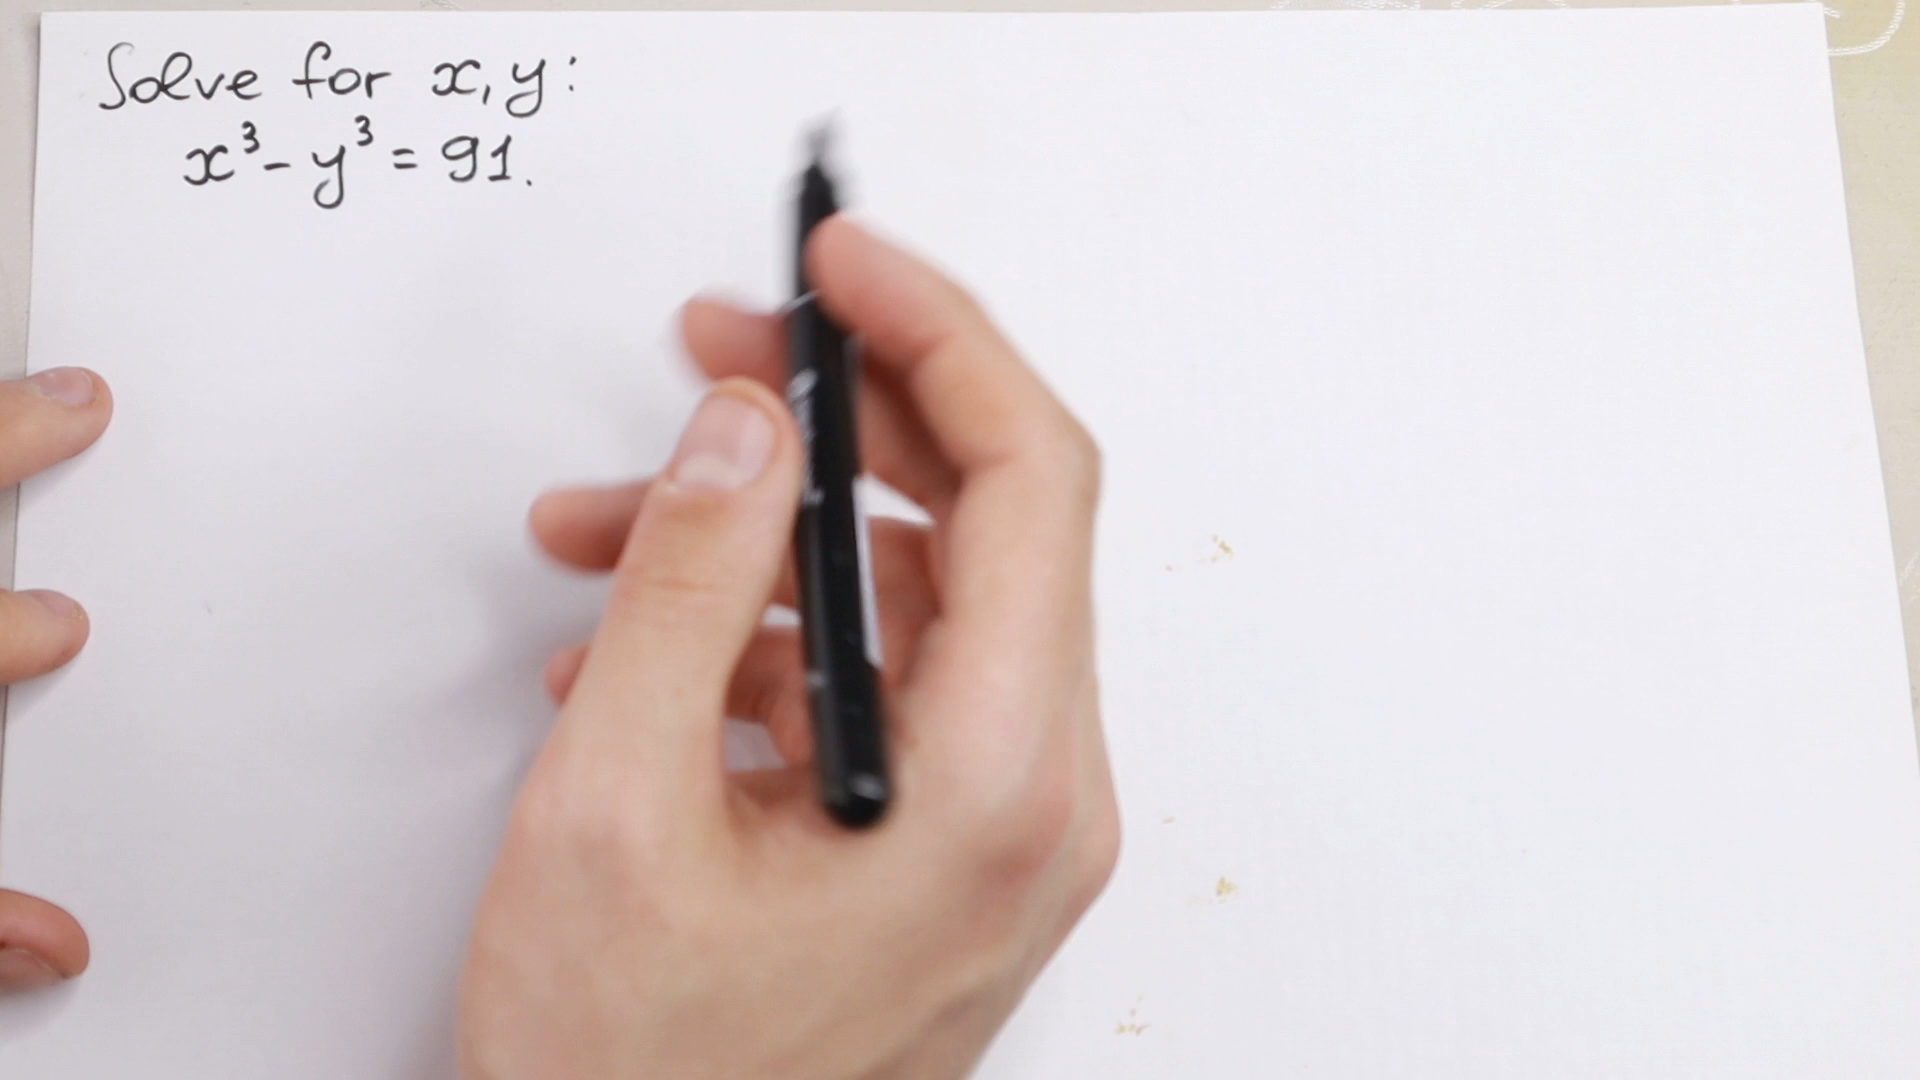 Solve for x, y:
x³ - y³ = 91.